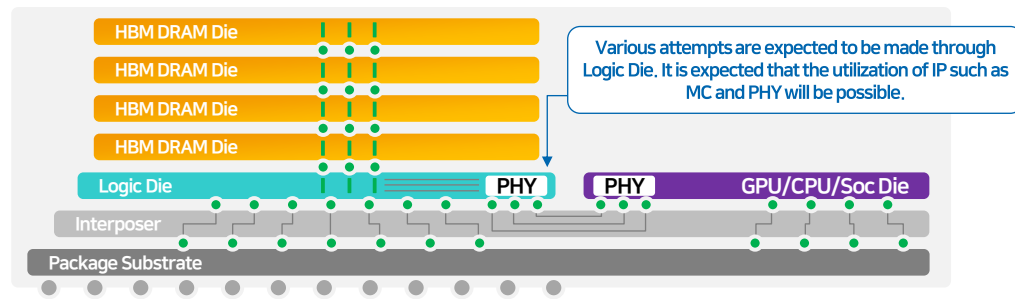 HBM DRAM Die
HBM DRAM Die
HBM DRAM Die
HBM DRAM Die
Various attempts are expected to be made through
Logic Die. It is expected that the utilization of IP such as
MC and PHY will be possible.
Logic Die
PHY
PHY
GPU/CPU/Soc Die
Interposer
Package Substrate